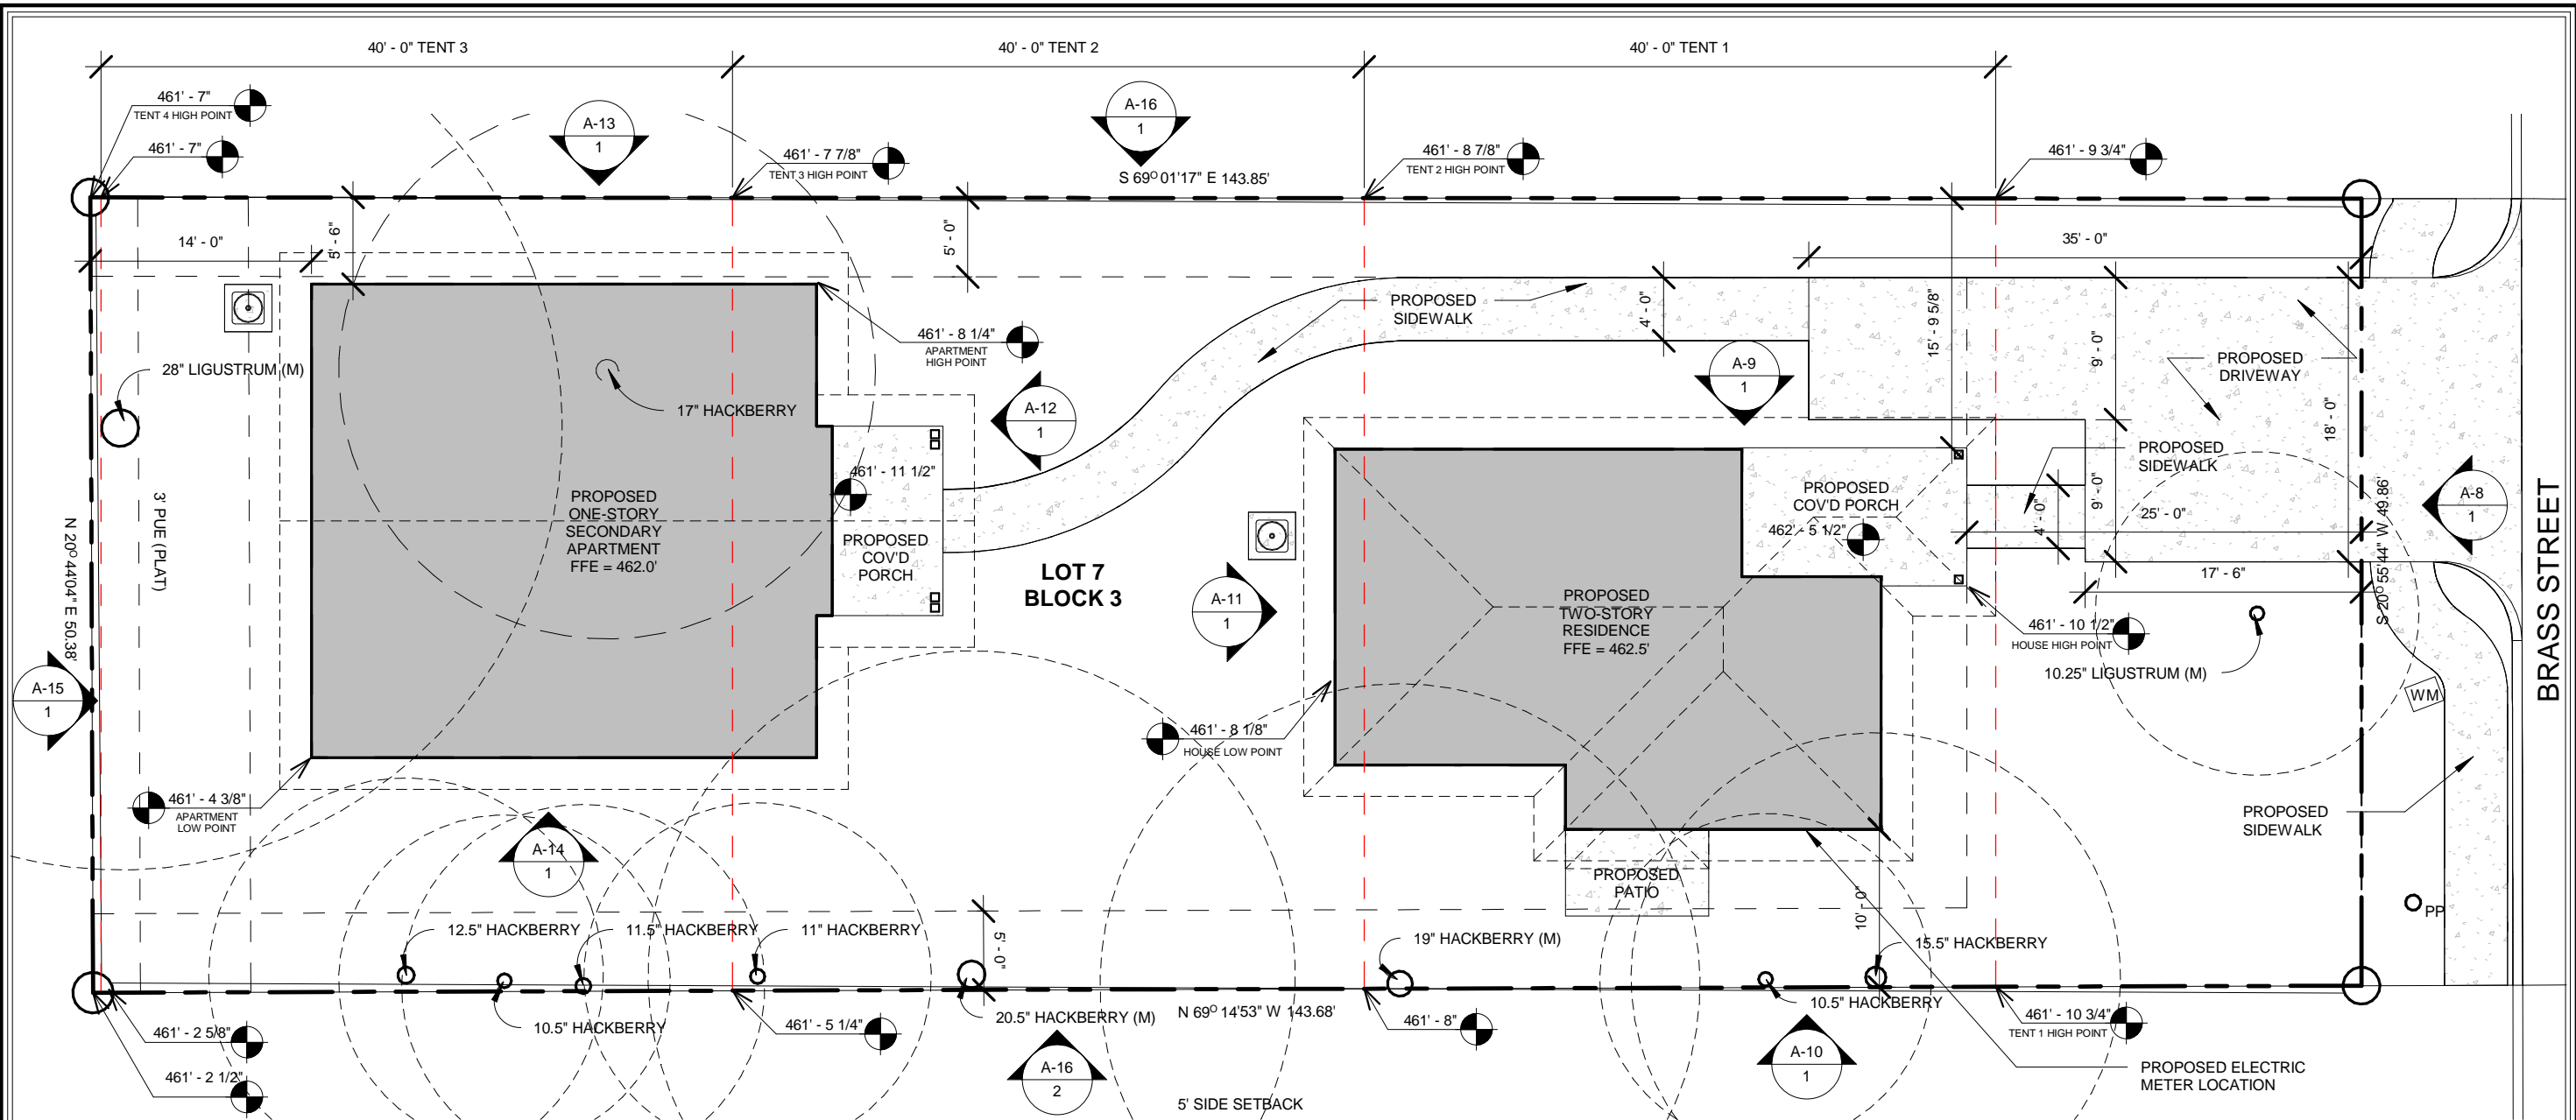 40' - 0" TENT 3
40' - 0" TENT 2
40' - 0" TENT 1
461' - 7"
TENT 4 HIGH POINT
461' - 7"
A-13
1
A-16
1
461' - 7 7/8"
TENT 3 HIGH POINT
461' - 8 7/8"
TENT 2 HIGH POINT
461' - 9 3/4"
S 69° 01'17" E 143.85'
14' - 0"
5' - 6"
5' - 0"
35' - 0"
PROPOSED
SIDEWALK
4' - 0"
15' - 9 5/8"
9' - 0"
PROPOSED
DRIVEWAY
18' - 0"
461' - 8 1/4"
APARTMENT
HIGH POINT
28" LIGUSTRUM (M)
17" HACKBERRY
A-12
1
A-9
1
PROPOSED
SIDEWALK
461' - 11 1/2"
PROPOSED
ONE-STORY
SECONDARY
APARTMENT
FFE = 462.0'
PROPOSED
COV'D
PORCH
3' PUE (PLAT)
N 20° 44'04" E 50.38'
LOT 7
BLOCK 3
PROPOSED
COV'D PORCH
462' - 5 1/2"
4' - 0"
9' - 0"
25' - 0"
S 20° 55'44" W 49.86'
A-8
1
BRASS STREET
17' - 6"
A-11
1
PROPOSED
TWO-STORY
RESIDENCE
FFE = 462.5'
461' - 10 1/2"
HOUSE HIGH POINT
10.25" LIGUSTRUM (M)
WM
A-15
1
461' - 8 1/8"
HOUSE LOW POINT
461' - 4 3/8"
APARTMENT
LOW POINT
PROPOSED
SIDEWALK
A-14
1
PROPOSED
PATIO
10' - 0"
PP
12.5" HACKBERRY
11.5" HACKBERRY
11" HACKBERRY
5' - 0"
19" HACKBERRY (M)
15.5" HACKBERRY
461' - 2 5/8"
10.5" HACKBERRY
461' - 5 1/4"
20.5" HACKBERRY (M)
N 69° 14'53" W 143.68'
461' - 8"
10.5" HACKBERRY
461' - 10 3/4"
TENT 1 HIGH POINT
461' - 2 1/2"
A-16
2
A-10
1
PROPOSED ELECTRIC
METER LOCATION
5' SIDE SETBACK